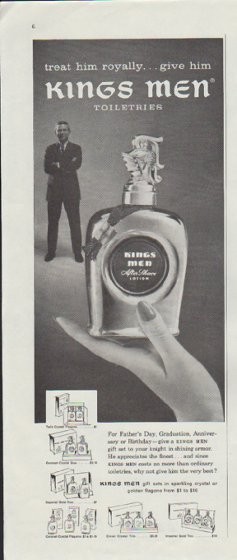 6
treat him royally...give him
KINGS MEN®
TOILETRIES
KINGS
MEN
After Shave
LOTION
For Father's Day, Graduation, Anniver-
sary or Birthday—give a KINGS MEN
gift set to your knight in shining armor.
He appreciates the finest . . . and since
KINGS MEN costs no more than ordinary
toiletries, why not give him the very best?
KINGS MEN gift sets in sparkling crystal or
golden flagons from $1 to $10